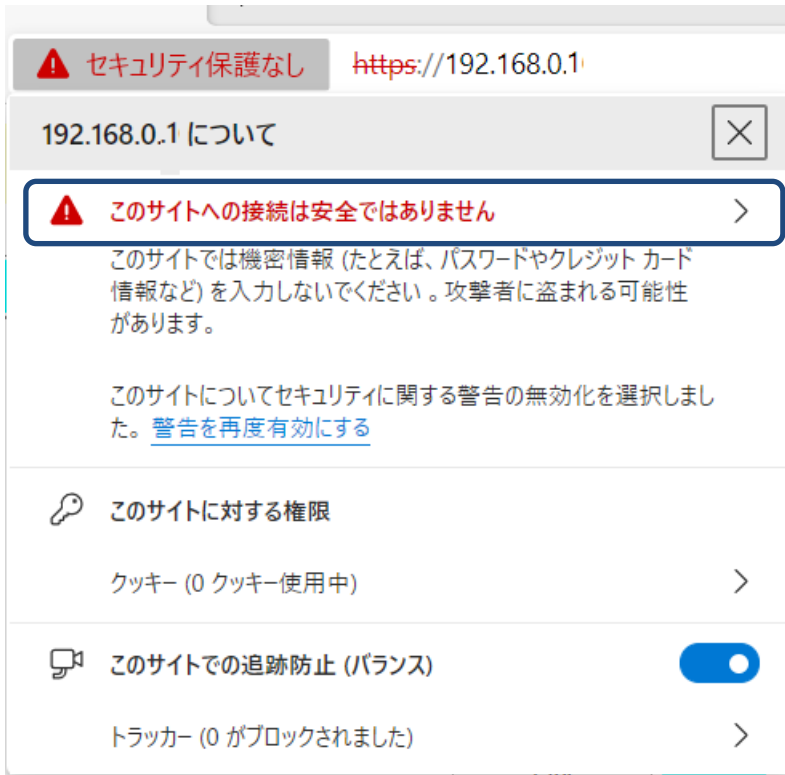 セキュリティ保護なし https://192.168.0.1
192.168.0..1 について
このサイトへの接続は安全ではありません
このサイトでは機密情報 (たとえば、パスワードやクレジット カード
情報など) を入力しないでください 。攻撃者に盗まれる可能性
があります。
このサイトについてセキュリティに関する警告の無効化を選択しまし
た。 警告を再度有効にする
このサイトに対する権限
クッキー (0 クッキー使用中)
このサイトでの追跡防止 (バランス)
トラッカー (0 がブロックされました)